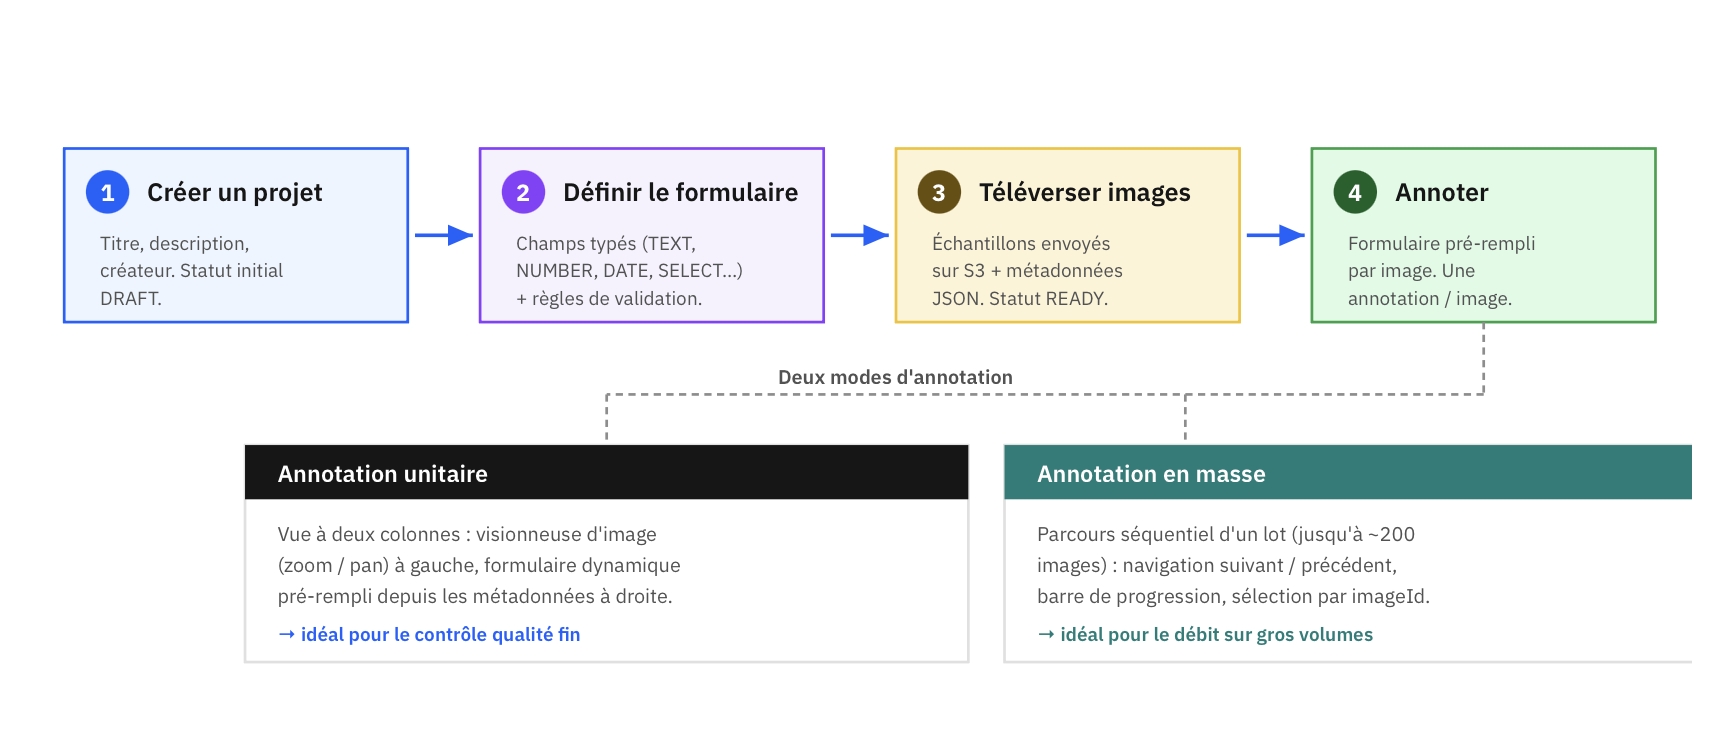 1 Créer un projet
Titre, description,
créateur. Statut initial
DRAFT.
2 Définir le formulaire
Champs typés (TEXT,
NUMBER, DATE, SELECT...)
+ règles de validation.
3 Téléverser images
Échantillons envoyés
sur S3 + métadonnées
JSON. Statut READY.
4 Annoter
Formulaire pré-rempli
par image. Une
annotation / image.
Deux modes d'annotation
Annotation unitaire
Vue à deux colonnes : visionneuse d'image
(zoom / pan) à gauche, formulaire dynamique
pré-rempli depuis les métadonnées à droite.
→ idéal pour le contrôle qualité fin
Annotation en masse
Parcours séquentiel d'un lot (jusqu'à ~200
images) : navigation suivant / précédent,
barre de progression, sélection par imageId.
→ idéal pour le débit sur gros volumes